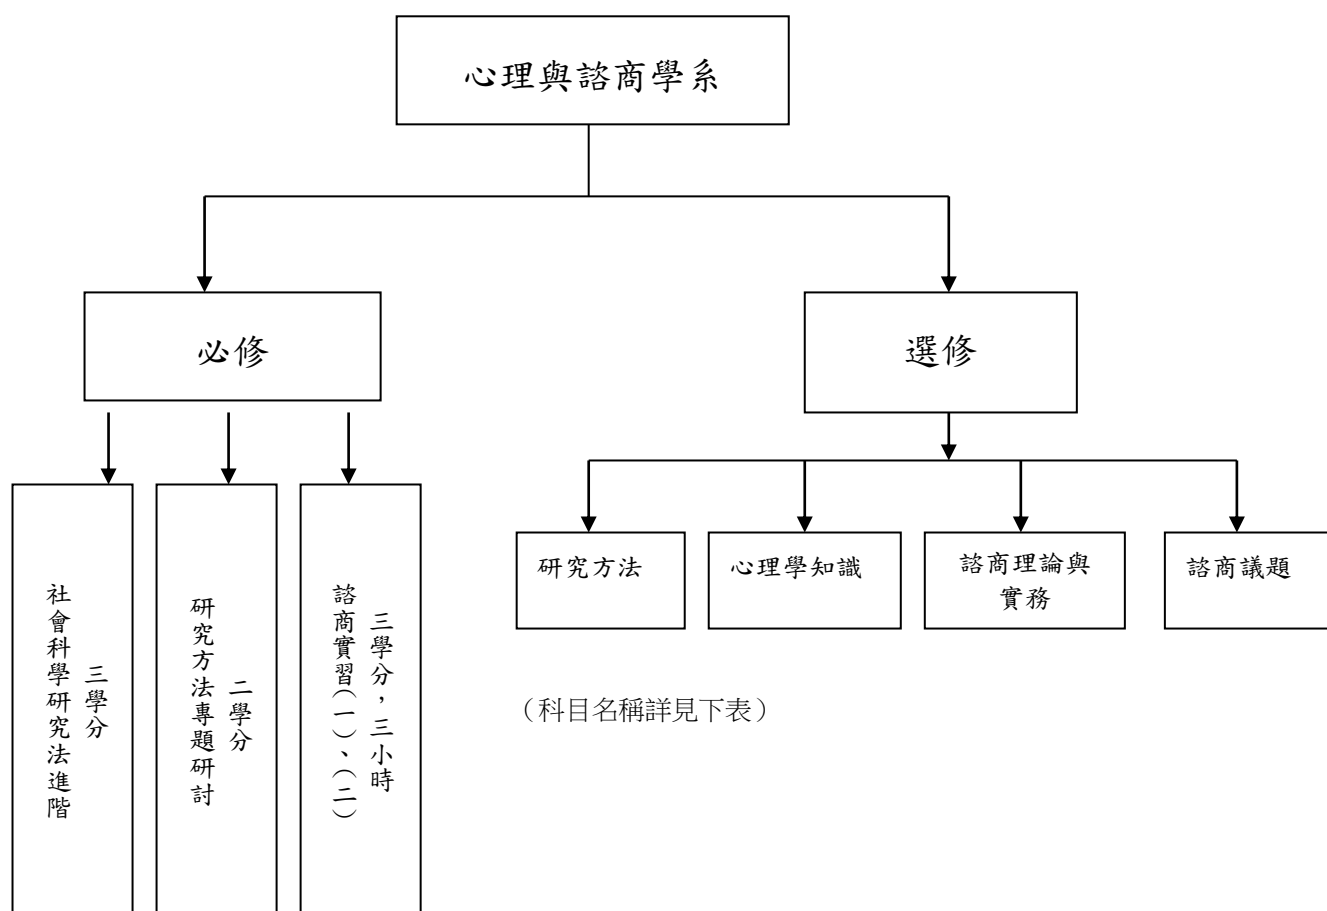 心理與諮商學系
必修
選修
社會科學研究法進階
三學分
研究方法專題研討
二學分
諮商實習(一)、(二)
三學分，三小時
研究方法
心理學知識
諮商理論與
實務
諮商議題
（科目名稱詳見下表）